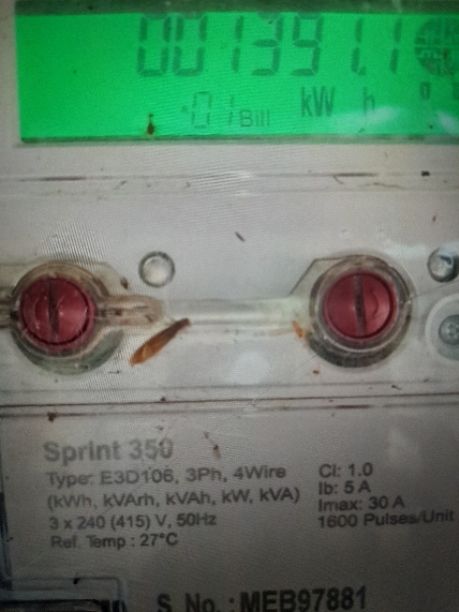 001391.1
-01 Bill kW h
Sprint 350
Type: E3D106, 3Ph, 4Wire
(kWh, kVArh, kVAh, kW, kVA)
3 x 240 (415) V, 50Hz
Ref. Temp : 27°C
Cl: 1.0
Ib: 5 A
Imax: 30 A
1600 Pulses/Unit
S. No. : MEB97881